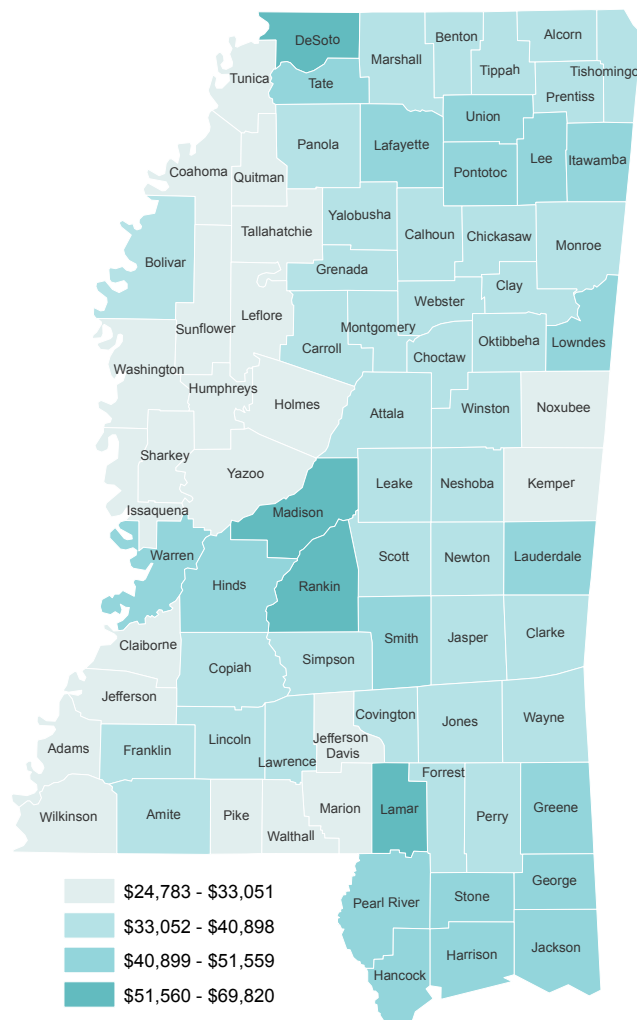 DeSoto
Marshall
Benton
Alcorn
Tunica
Tate
Tippah
Tishomingo
Prentiss
Union
Panola
Lafayette
Coahoma
Quitman
Pontotoc
Lee
Itawamba
Tallahatchie
Yalobusha
Calhoun
Chickasaw
Monroe
Bolivar
Grenada
Clay
Sunflower
Leflore
Webster
Montgomery
Carroll
Choctaw
Oktibbeha
Lowndes
Washington
Humphreys
Holmes
Attala
Winston
Noxubee
Sharkey
Yazoo
Leake
Neshoba
Kemper
Issaquena
Madison
Warren
Hinds
Rankin
Scott
Newton
Lauderdale
Claiborne
Copiah
Simpson
Smith
Jasper
Clarke
Jefferson
Adams
Franklin
Lincoln
Lawrence
Jefferson
Davis
Covington
Jones
Wayne
Wilkinson
Amite
Pike
Walthall
Marion
Lamar
Forrest
Perry
Greene
Pearl River
Stone
George
Hancock
Harrison
Jackson
$24,783 - $33,051
$33,052 - $40,898
$40,899 - $51,559
$51,560 - $69,820